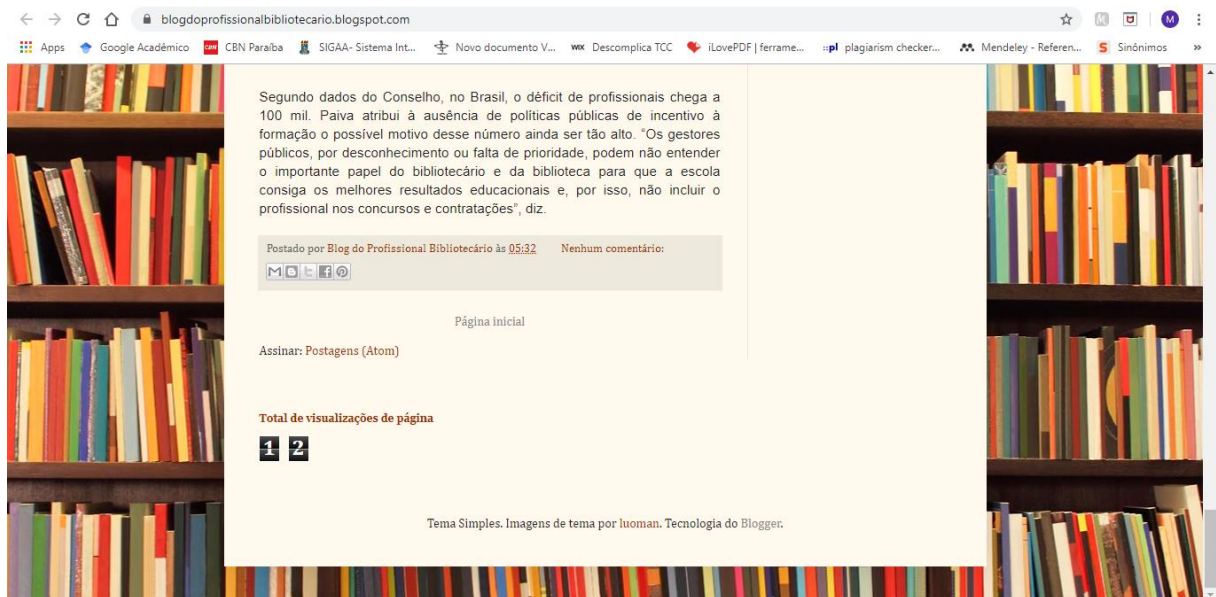 blogdoprofissionalbibliotecario.blogspot.com
M
Apps Google Acadêmico CBN CBN Paraíba SIGAA- Sistema Int... Novo documento V... WiX Descomplica TCC iLovePDF | ferrame... ::pl plagiarism checker... Mendeley - Referen... S Sinônimos »
Segundo dados do Conselho, no Brasil, o déficit de profissionais chega a
100 mil. Paiva atribui à ausência de políticas públicas de incentivo à
formação o possível motivo desse número ainda ser tão alto. "Os gestores
públicos, por desconhecimento ou falta de prioridade, podem não entender
o importante papel do bibliotecário e da biblioteca para que a escola
consiga os melhores resultados educacionais e, por isso, não incluir o
profissional nos concursos e contratações", diz.
Postado por Blog do Profissional Bibliotecário às 05:32 Nenhum comentário:
Página inicial
Assinar: Postagens (Atom)
Total de visualizações de página
1 2
Tema Simples. Imagens de tema por luoman. Tecnologia do Blogger.